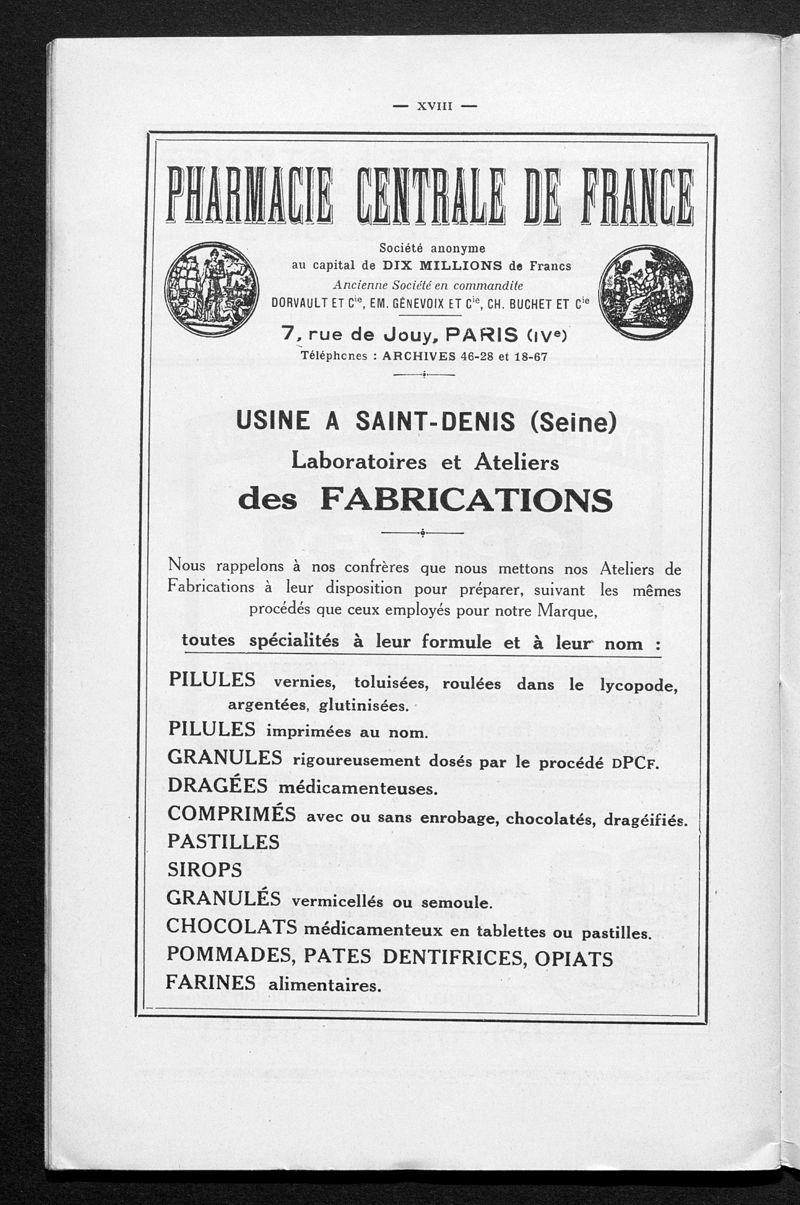 — XVIII —
PHARMACIE CENTRALE DE FRANCE
Société anonyme
au capital de DIX MILLIONS de Francs
Ancienne Société en commandite
DORVAULT ET Cie, EM. GÉNEVOIX ET Cie, CH. BUCHET ET Cie
7, rue de Jouy, PARIS (IVe)
Téléphones : ARCHIVES 46-28 et 18-67
USINE A SAINT-DENIS (Seine)
Laboratoires et Ateliers
des FABRICATIONS
Nous rappelons à nos confrères que nous mettons nos Ateliers de
Fabrications à leur disposition pour préparer, suivant les mêmes
procédés que ceux employés pour notre Marque,
toutes spécialités à leur formule et à leur nom :
PILULES vernies, toluisées, roulées dans le lycopode,
argentées, glutinisées.
PILULES imprimées au nom.
GRANULES rigoureusement dosés par le procédé DPCF.
DRAGÉES médicamenteuses.
COMPRIMÉS avec ou sans enrobage, chocolatés, dragéifiés.
PASTILLES
SIROPS
GRANULÉS vermicellés ou semoule.
CHOCOLATS médicamenteux en tablettes ou pastilles.
POMMADES, PATES DENTIFRICES, OPIATS
FARINES alimentaires.